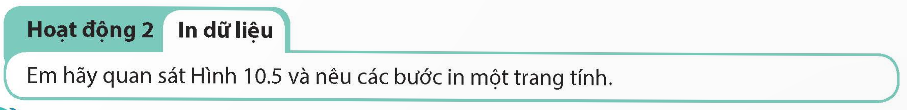 Hoạt động 2 In dữ liệu
Em hãy quan sát Hình 10.5 và nêu các bước in một trang tính.